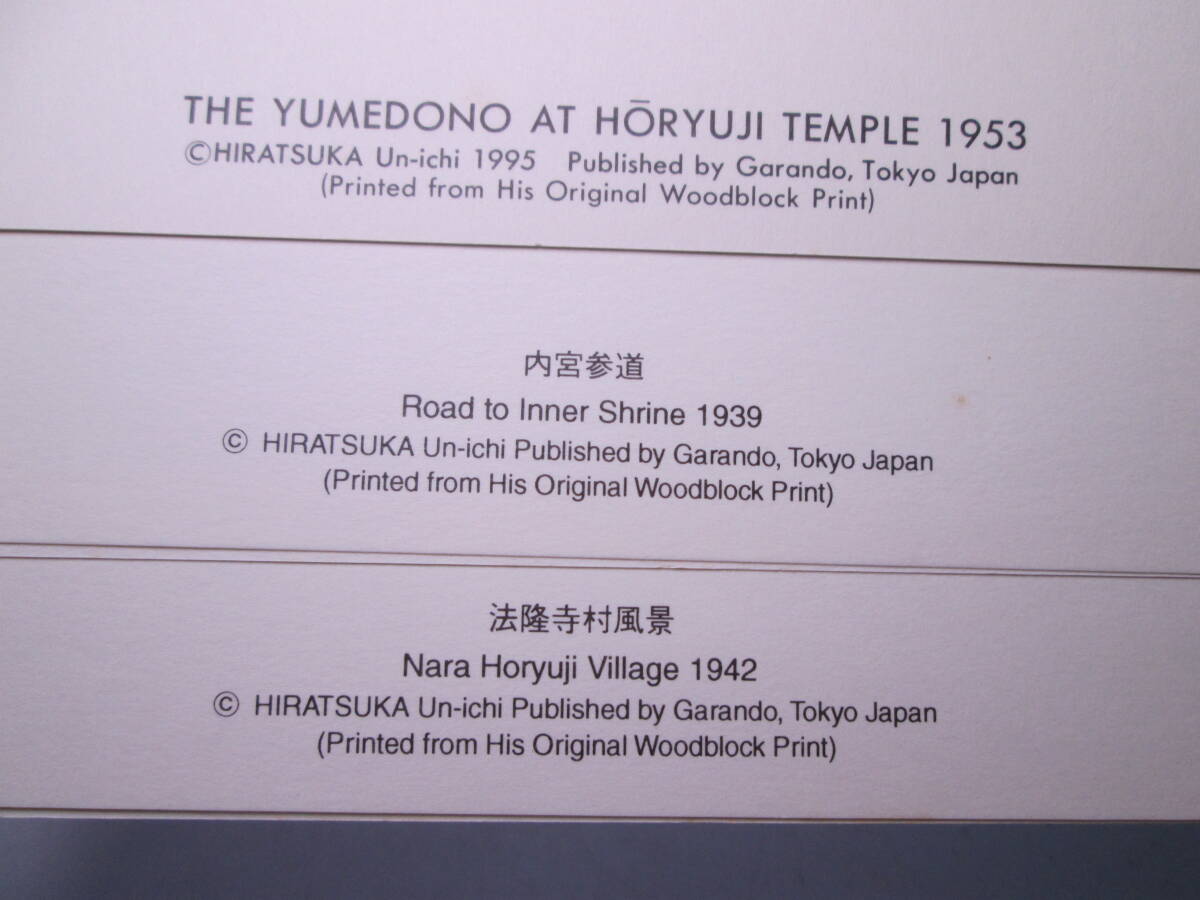 THE YUMEDONO AT HŌRYUJI TEMPLE 1953
©HIRATSUKA Un-ichi 1995 Published by Garando, Tokyo Japan
(Printed from His Original Woodblock Print)
内宮参道
Road to Inner Shrine 1939
© HIRATSUKA Un-ichi Published by Garando, Tokyo Japan
(Printed from His Original Woodblock Print)
法隆寺村風景
Nara Horyuji Village 1942
© HIRATSUKA Un-ichi Published by Garando, Tokyo Japan
(Printed from His Original Woodblock Print)